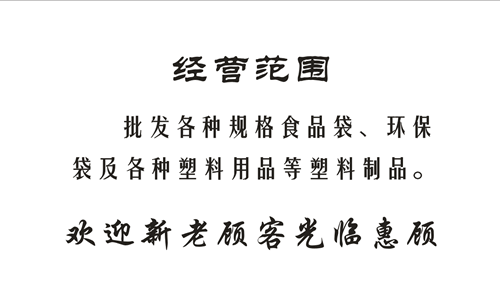 经营范围
批发各种规格食品袋、环保
袋及各种塑料用品等塑料制品。
欢迎新老顾客光临惠顾